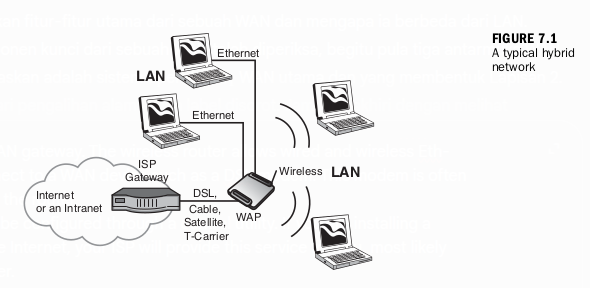 FIGURE 7.1
A typical hybrid
network
Ethernet
LAN
Ethernet
ISP
Gateway
Wireless LAN
Internet
or an Intranet
DSL,
Cable,
Satellite,
T-Carrier
WAP